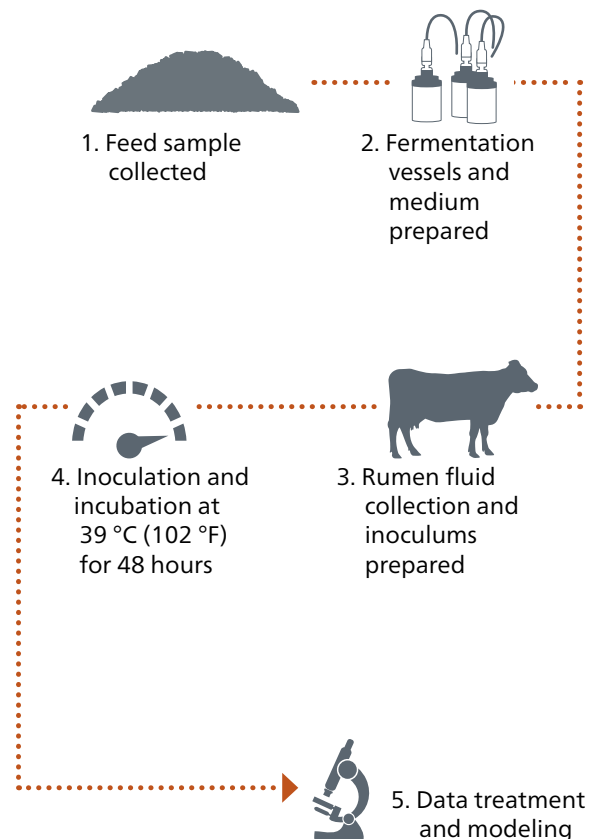 1. Feed sample
collected
2. Fermentation
vessels and
medium
prepared
3. Rumen fluid
collection and
inoculums
prepared
4. Inoculation and
incubation at
39 °C (102 °F)
for 48 hours
5. Data treatment
and modeling